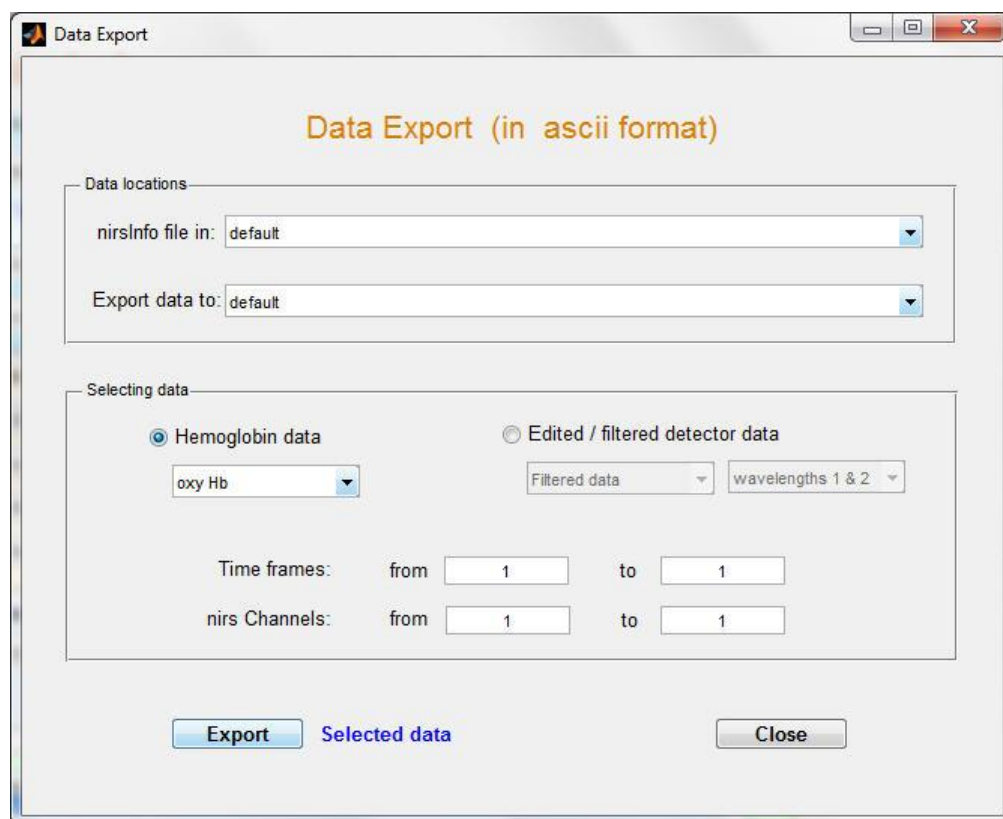 Data Export
Data Export (in ascii format)
Data locations
nirsInfo file in: default
Export data to: default
Selecting data
Hemoglobin data Edited / filtered detector data
oxy Hb Filtered data wavelengths 1 & 2
Time frames: from 1 to 1
nirs Channels: from 1 to 1
Export Selected data Close